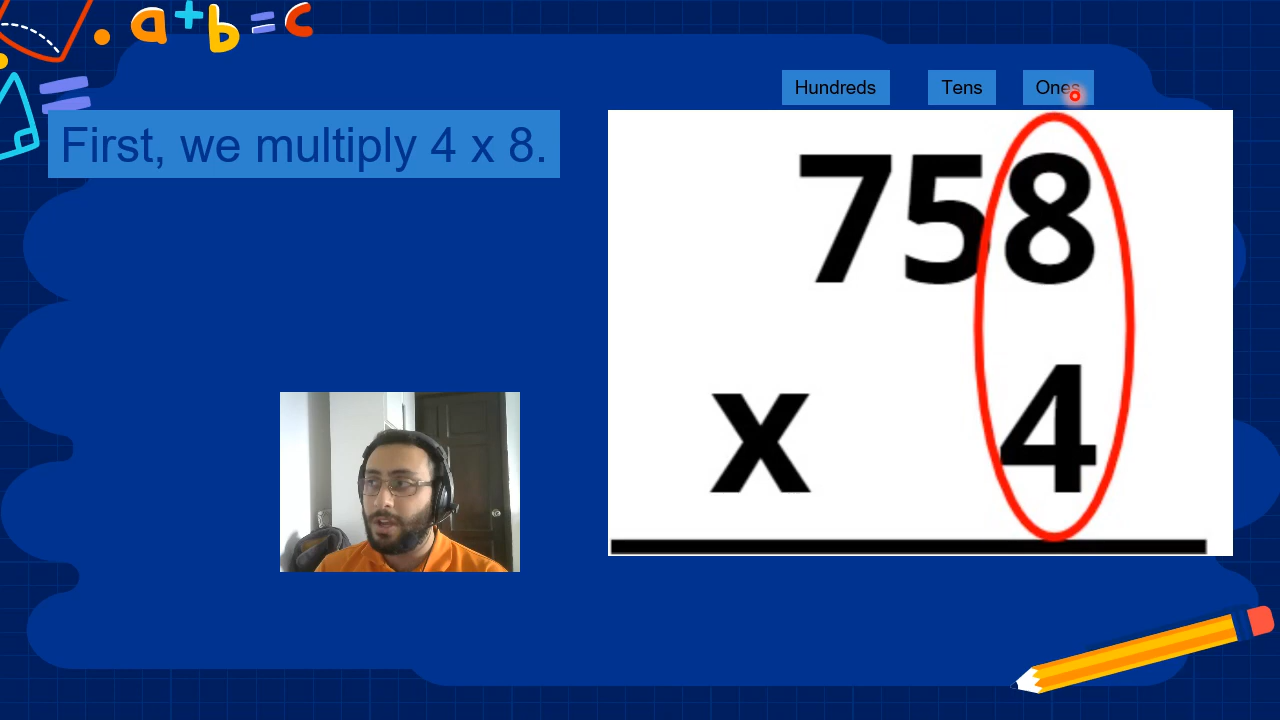 a+b=c
Hundreds Tens Ones
First, we multiply 4 x 8.
758
x 4